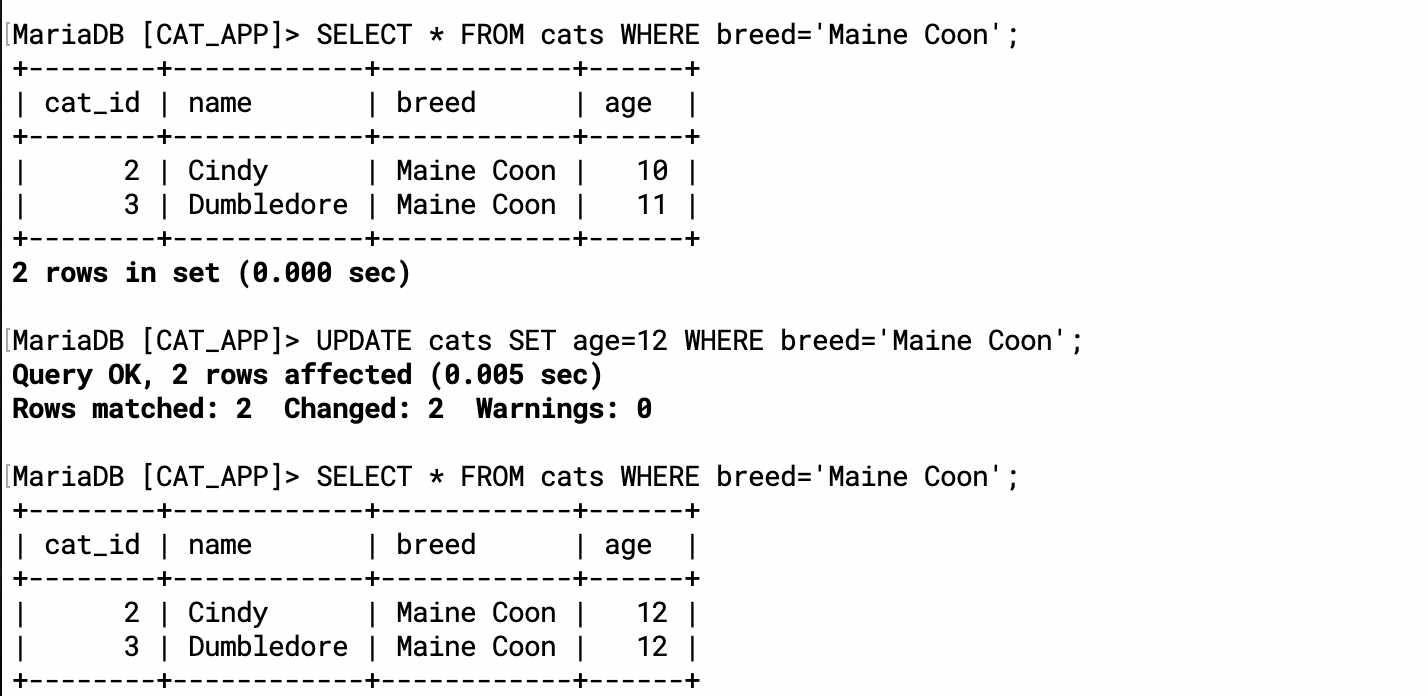 [MariaDB [CAT_APP]> SELECT * FROM cats WHERE breed='Maine Coon';
+--------+------------+------------+------+
| cat_id | name       | breed      | age  |
+--------+------------+------------+------+
|      2 | Cindy      | Maine Coon |   10 |
|      3 | Dumbledore | Maine Coon |   11 |
+--------+------------+------------+------+
2 rows in set (0.000 sec)

[MariaDB [CAT_APP]> UPDATE cats SET age=12 WHERE breed='Maine Coon';
Query OK, 2 rows affected (0.005 sec)
Rows matched: 2  Changed: 2  Warnings: 0

[MariaDB [CAT_APP]> SELECT * FROM cats WHERE breed='Maine Coon';
+--------+------------+------------+------+
| cat_id | name       | breed      | age  |
+--------+------------+------------+------+
|      2 | Cindy      | Maine Coon |   12 |
|      3 | Dumbledore | Maine Coon |   12 |
+--------+------------+------------+------+